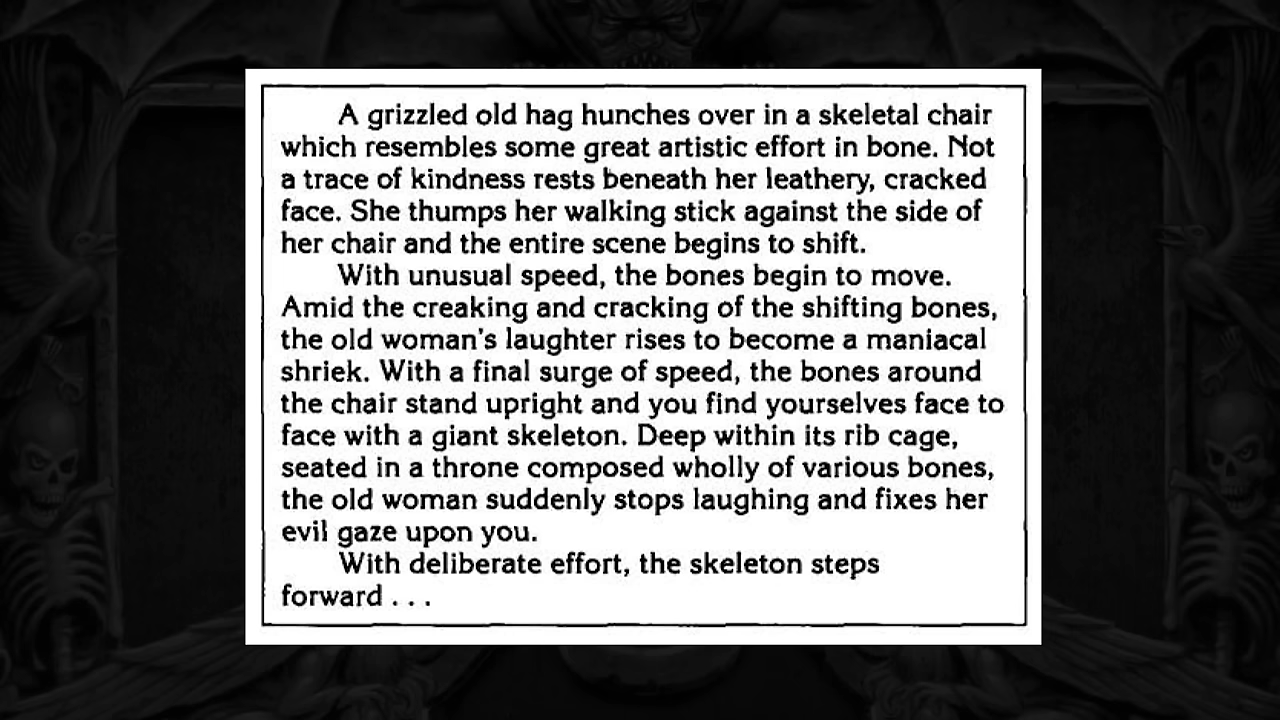 A grizzled old hag hunches over in a skeletal chair
which resembles some great artistic effort in bone. Not
a trace of kindness rests beneath her leathery, cracked
face. She thumps her walking stick against the side of
her chair and the entire scene begins to shift.
With unusual speed, the bones begin to move.
Amid the creaking and cracking of the shifting bones,
the old woman's laughter rises to become a maniacal
shriek. With a final surge of speed, the bones around
the chair stand upright and you find yourselves face to
face with a giant skeleton. Deep within its rib cage,
seated in a throne composed wholly of various bones,
the old woman suddenly stops laughing and fixes her
evil gaze upon you.
With deliberate effort, the skeleton steps
forward . . .